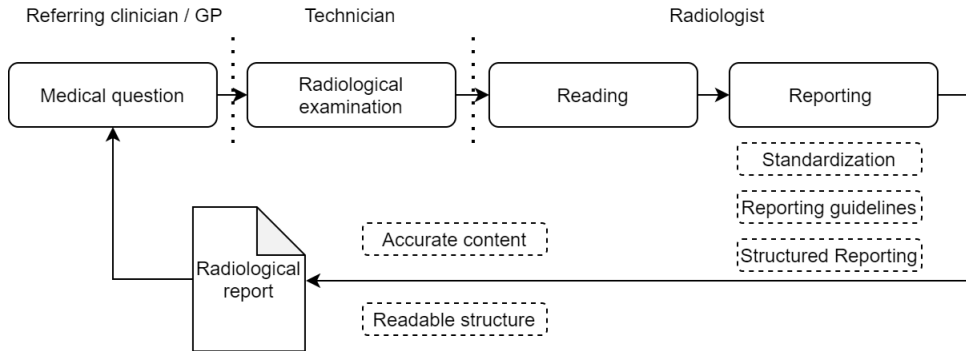 Referring clinician / GP
Technician
Radiologist
Medical question
Radiological
examination
Reading
Reporting
Standardization
Reporting guidelines
Structured Reporting
Accurate content
Radiological
report
Readable structure